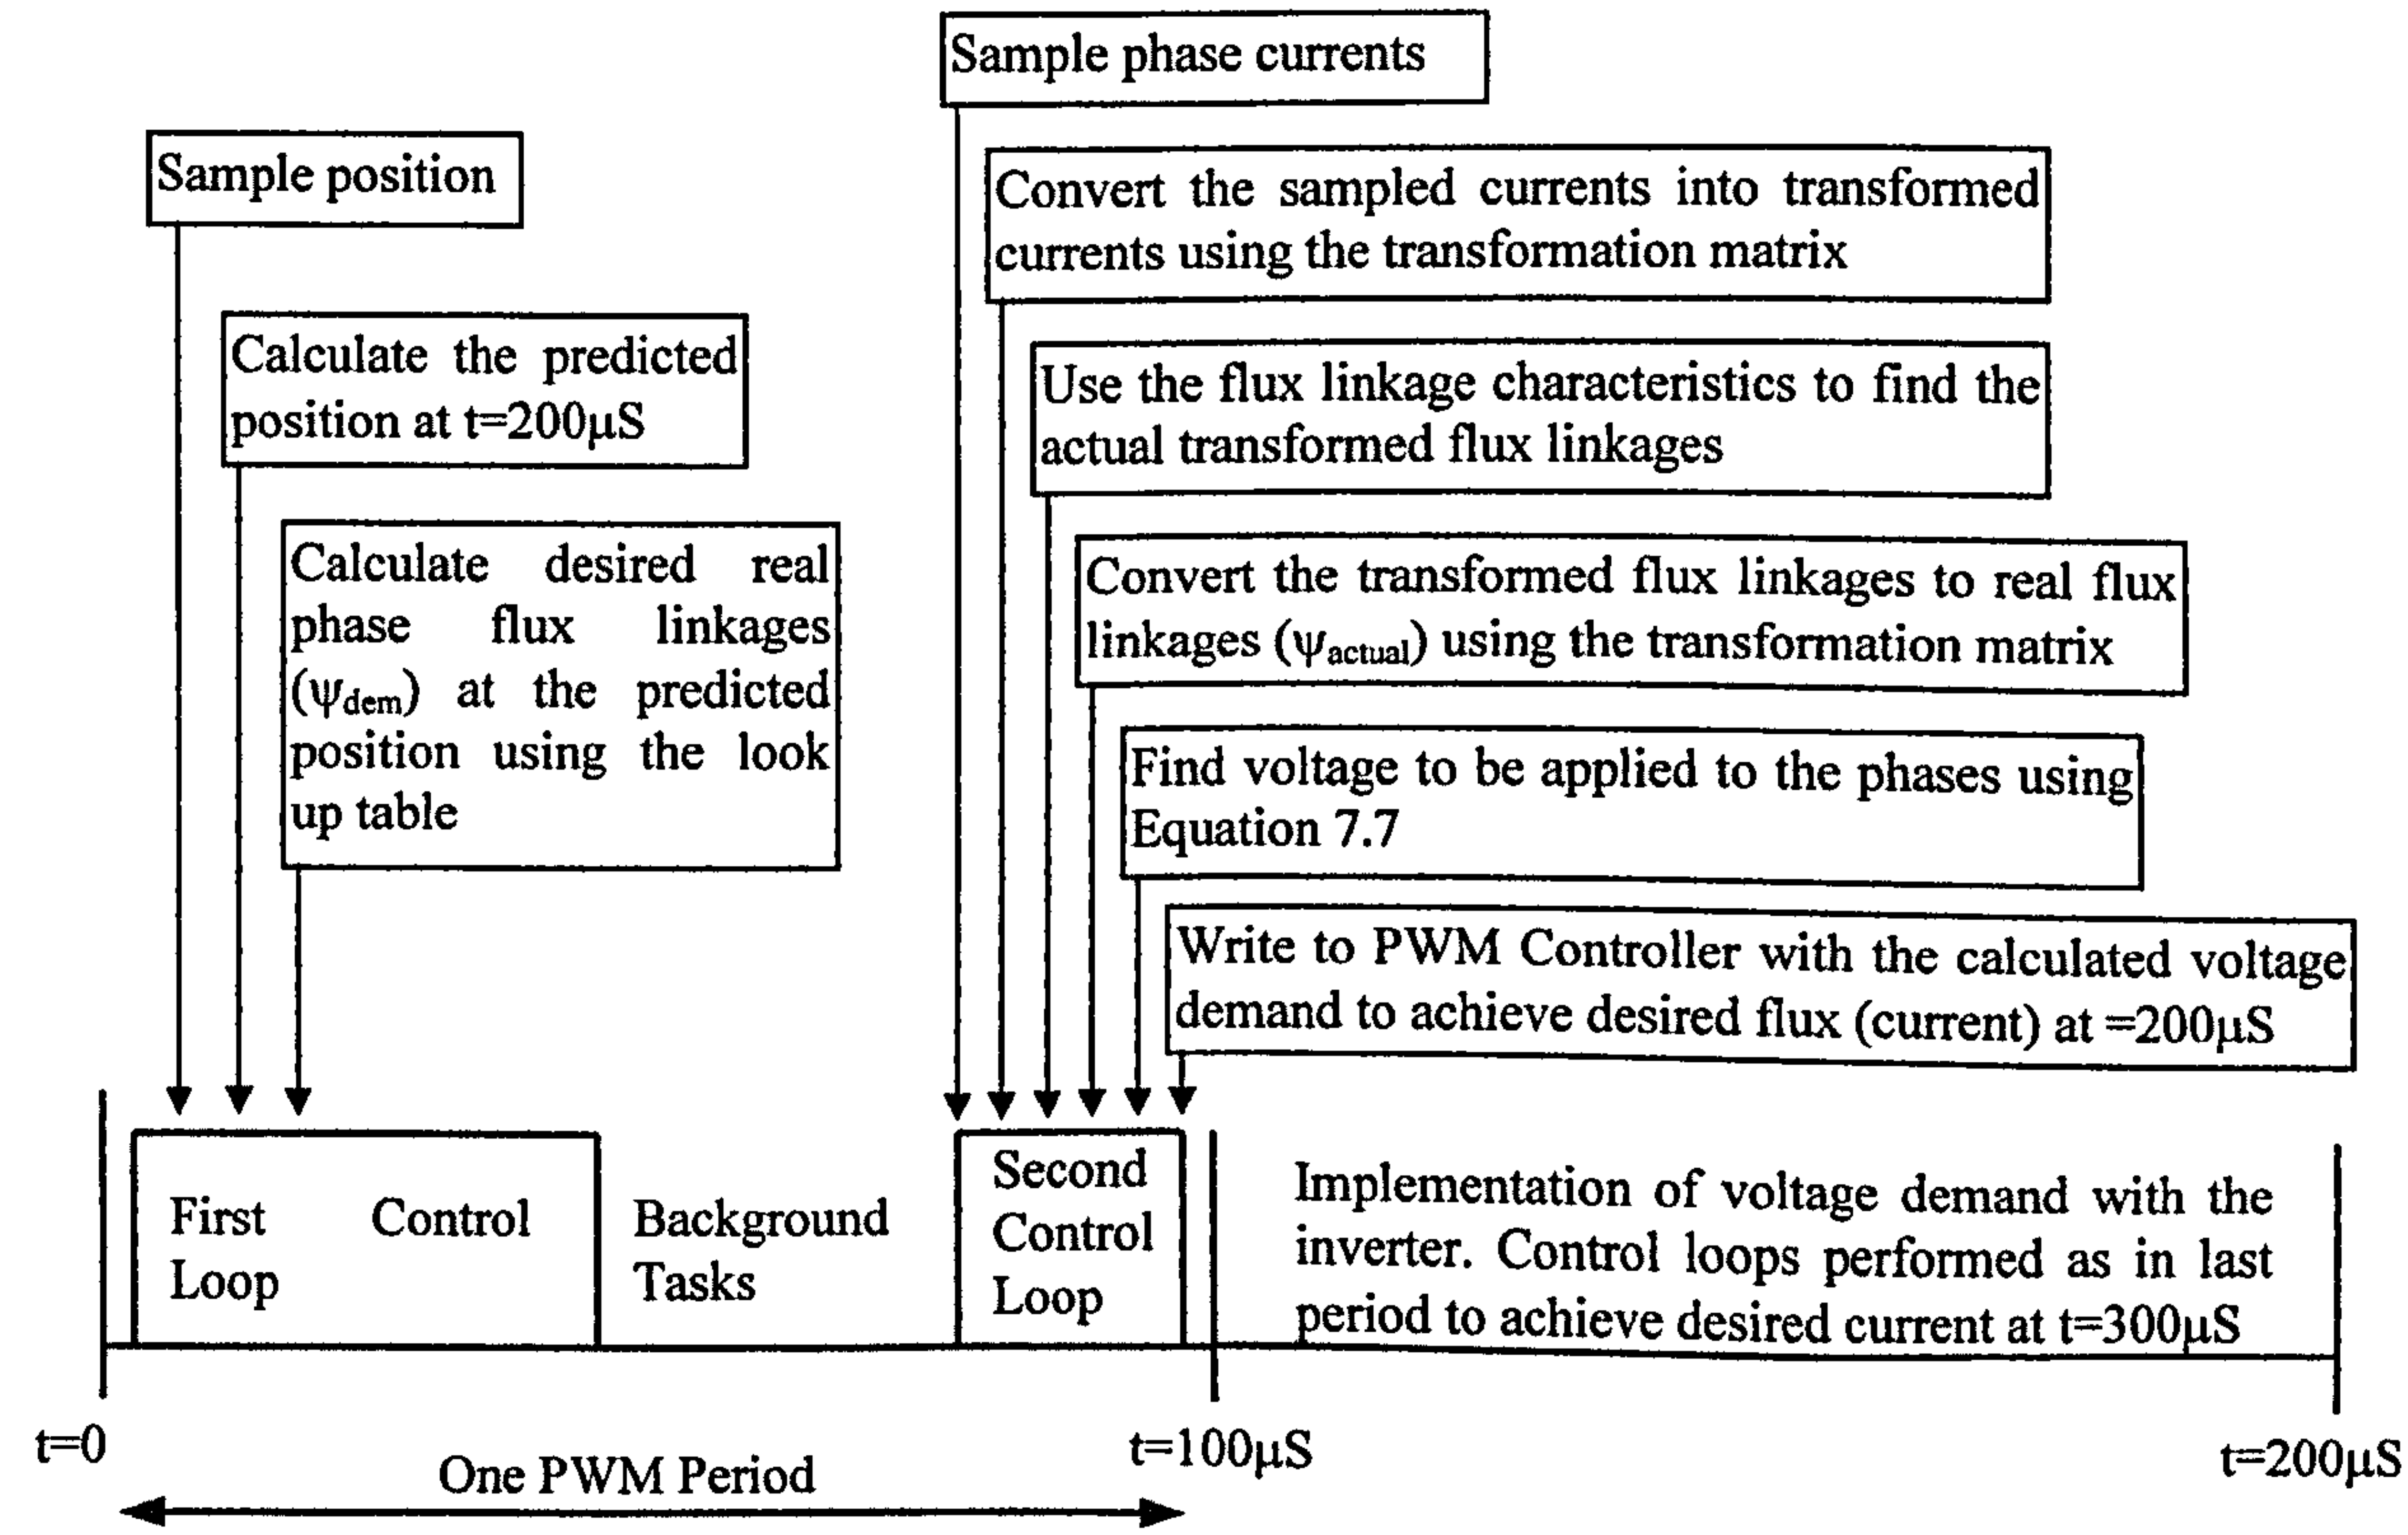 Sample phase currents
Sample position
Convert the sampled currents into transformed
currents using the transformation matrix
Calculate the predicted
position at t=200μS
Use the flux linkage characteristics to find the
actual transformed flux linkages
Calculate desired real
phase flux linkages
(ψdem) at the predicted
position using the look
up table
Convert the transformed flux linkages to real flux
linkages (ψactual) using the transformation matrix
Find voltage to be applied to the phases using
Equation 7.7
Write to PWM Controller with the calculated voltage
demand to achieve desired flux (current) at =200μS
First Control
Loop
Background
Tasks
Second
Control
Loop
Implementation of voltage demand with the
inverter. Control loops performed as in last
period to achieve desired current at t=300μS
t=0
t=100μS
t=200μS
One PWM Period